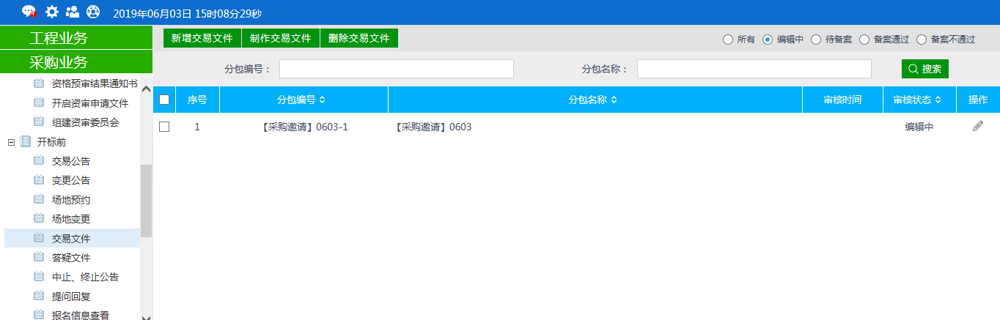 2019年06月03日 15时08分29秒
工程业务
采购业务
资格预审结果通知书
开启资审申请文件
组建资审委员会
开标前
交易公告
变更公告
场地预约
场地变更
交易文件
答疑文件
中止、终止公告
提问回复
报名信息查看
新增交易文件 制作交易文件 删除交易文件
所有 编辑中 待备案 备案通过 备案不通过
分包编号： 分包名称： 搜索
序号 分包编号 分包名称 审核时间 审核状态 操作
1 【采购邀请】0603-1 【采购邀请】0603 编辑中